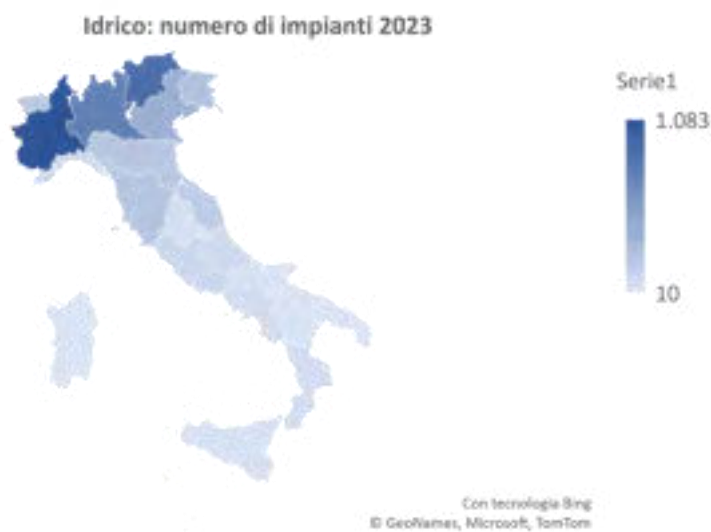 Idrico: numero di impianti 2023
Serie1
1.083
10
Con tecnologia Bing
© GeoNames, Microsoft, TomTom